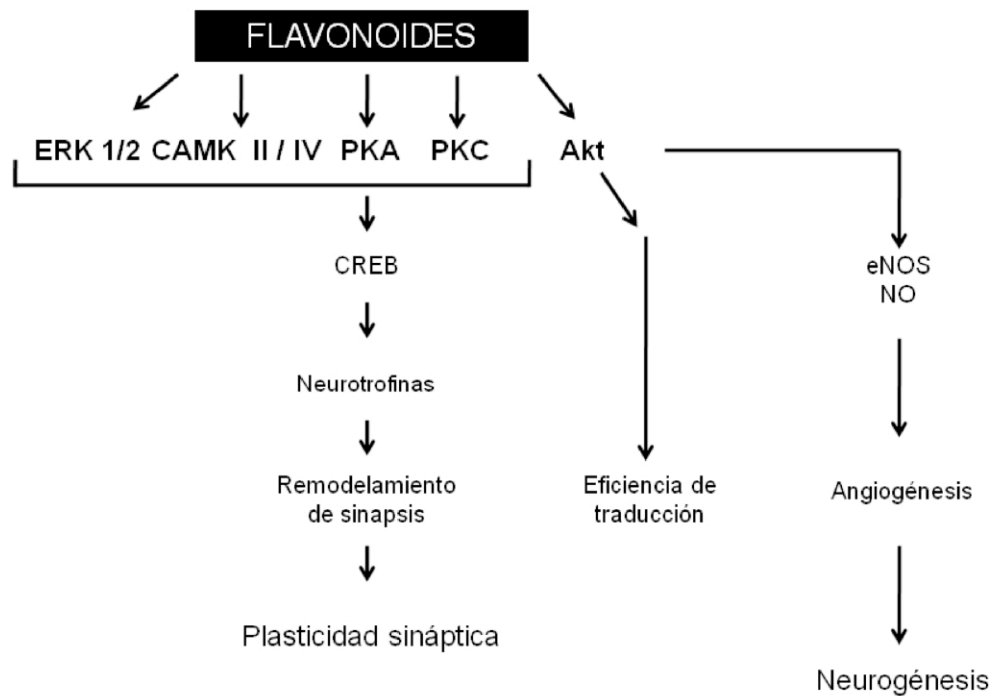 FLAVONOIDES
ERK 1/2 CAMK II / IV PKA PKC Akt
CREB
eNOS
NO
Neurotrofinas
Remodelamiento
de sinapsis
Eficiencia de
traducción
Angiogénesis
Plasticidad sináptica
Neurogénesis